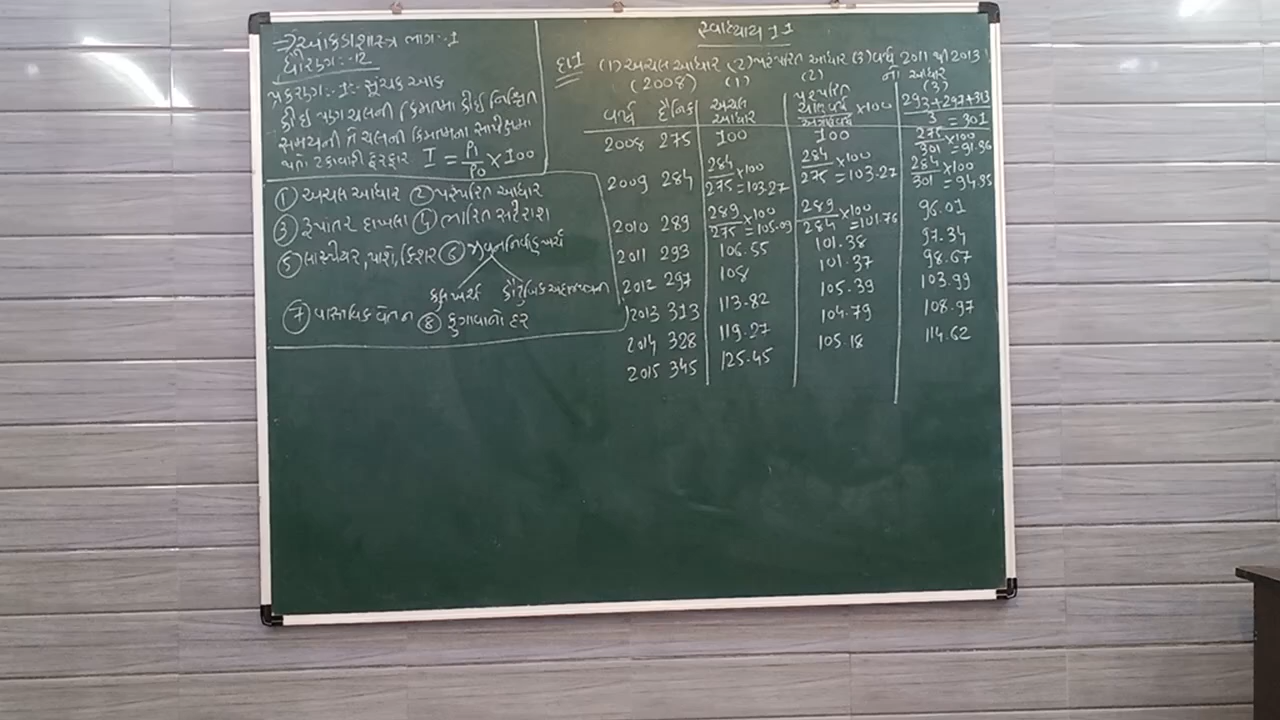 → આંકડાશાસ્ત્ર ભાગ:-1
ધોરણ:-12
પ્રકરણ:-1:- સૂચક આંક
કોઈ પણ ચલની કિંમતમા કોઈ નિશ્ચિત
સમયની તે ચલની કિંમતના સાપેક્ષમા
થતો ટકાવારી ફેરફાર I = P1/P0 × 100
① અચલ આધાર ② પરંપરિત આધાર
③ રૂપાંતર દાખલા ④ ભારિત સરેરાશ
⑤ લાસ્પેયર, પાશે, ફિશર ⑥ જીવનનિર્વાહ ખર્ચ
કુલ ખર્ચ કૌટુંબિક
⑦ વાસ્તવિક વેતન ⑧ ફુગાવાનો દર
સ્વાધ્યાય 1.1
દા1 (1) અચલ આધાર (2) પરંપરિત આધાર (3) વર્ષ 2011 થી 2013
ના આધાર
(2008) (1) (2) (3)
વર્ષ દૈનિક અચલ આધાર પરંપરિત ચાલુવર્ષ × 100 293+297+313/3 = 301
2008 275 100 100 275/301 × 100 = 91.36
2009 284 284/275 × 100 = 103.27 284/275 × 100 = 103.27 284/301 × 100 = 94.35
2010 289 289/275 × 100 = 105.09 289/284 × 100 = 101.76 96.01
2011 293 106.55 101.38 97.34
2012 297 108 101.37 98.67
2013 313 113.82 105.39 103.99
2014 328 119.27 104.79 108.97
2015 345 125.45 105.18 114.62